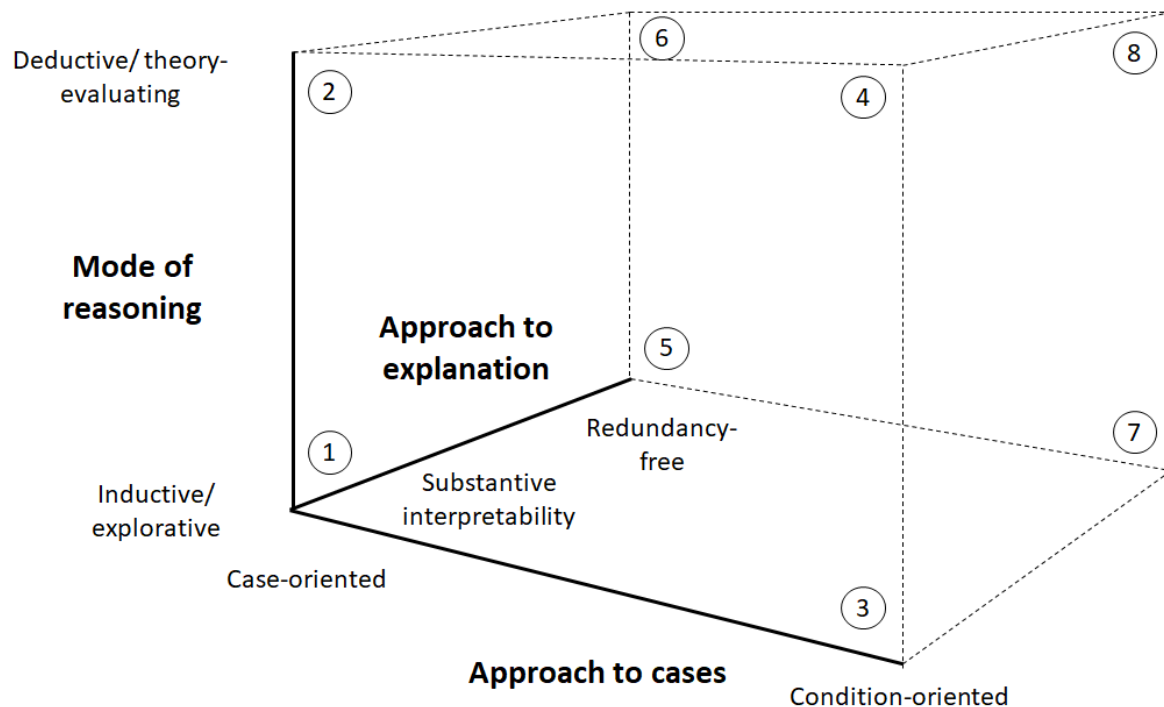 6
8
Deductive/ theory-
evaluating
2
4
Mode of
reasoning
Approach to
explanation
5
Redundancy-
free
7
1
Substantive
interpretability
Inductive/
explorative
Case-oriented
3
Approach to cases
Condition-oriented